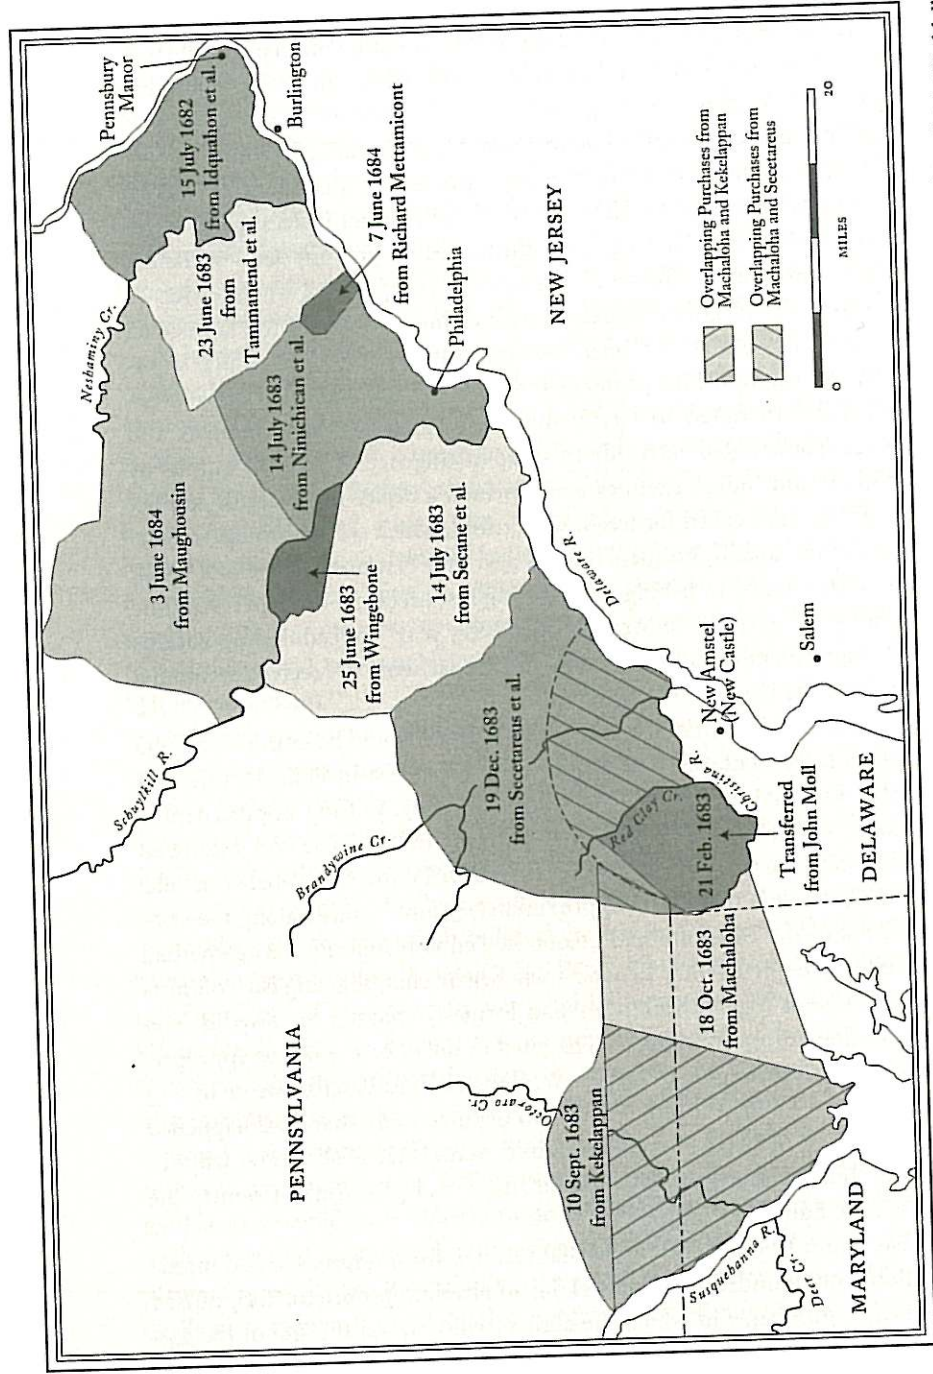 Pennsbury
Manor
15 July 1682
from Idquahon et al.
Burlington
Neshaminy Cr.
23 June 1683
from
Tammanend et al.
7 June 1684
from Richard Mettamicont
Philadelphia
NEW JERSEY
14 July 1683
from Ninichican et al.
3 June 1684
from Maughousin
25 June 1683
from Wingebone
14 July 1683
from Secane et al.
Delaware R.
Schuylkill R.
19 Dec. 1683
from Secetareus et al.
Brandywine Cr.
Red Clay Cr.
Christina R.
New Amstel
(New Castle)
Salem
21 Feb. 1683
Transferred
from John Moll
DELAWARE
PENNSYLVANIA
18 Oct. 1683
from Machaloha
Octoraro Cr.
10 Sept. 1683
from Kekelappan
Susquehanna R.
Deer Cr.
MARYLAND
Overlapping Purchases from
Machaloha and Kekelappan
Overlapping Purchases from
Machaloha and Secetareus
0
20
MILES